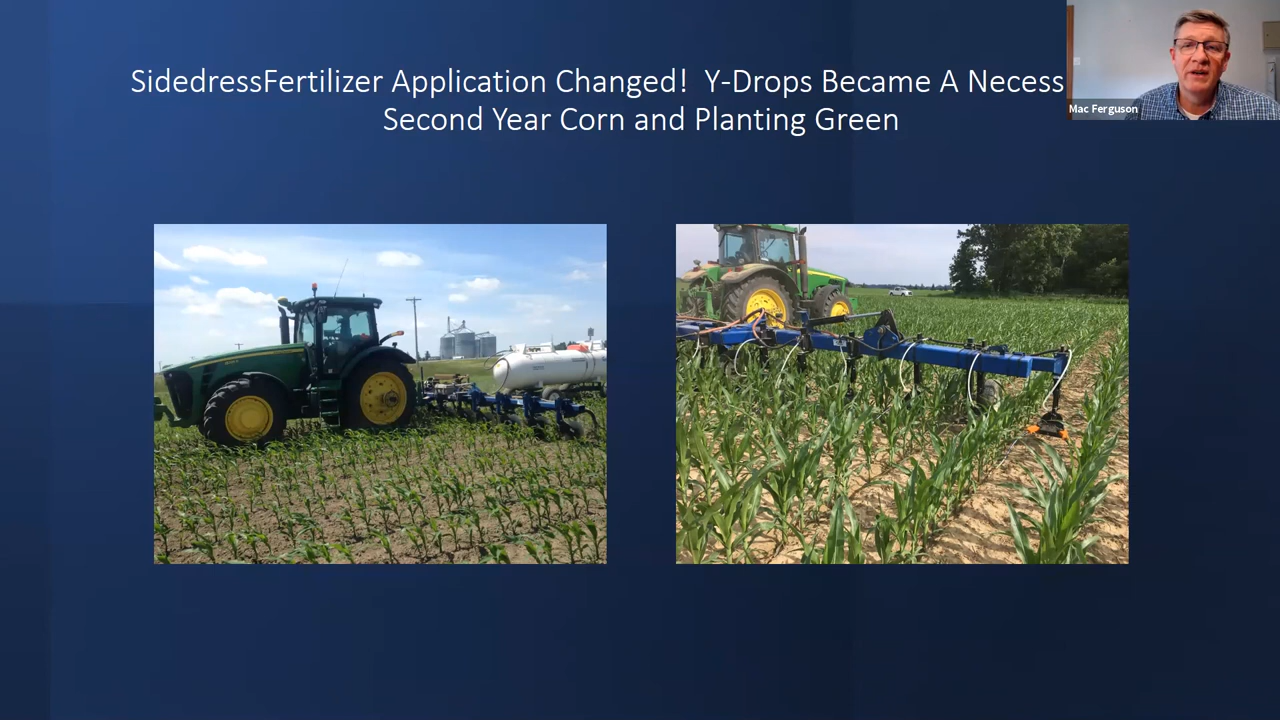 SidedressFertilizer Application Changed!  Y-Drops Became A Necess
Second Year Corn and Planting Green
Mac Ferguson